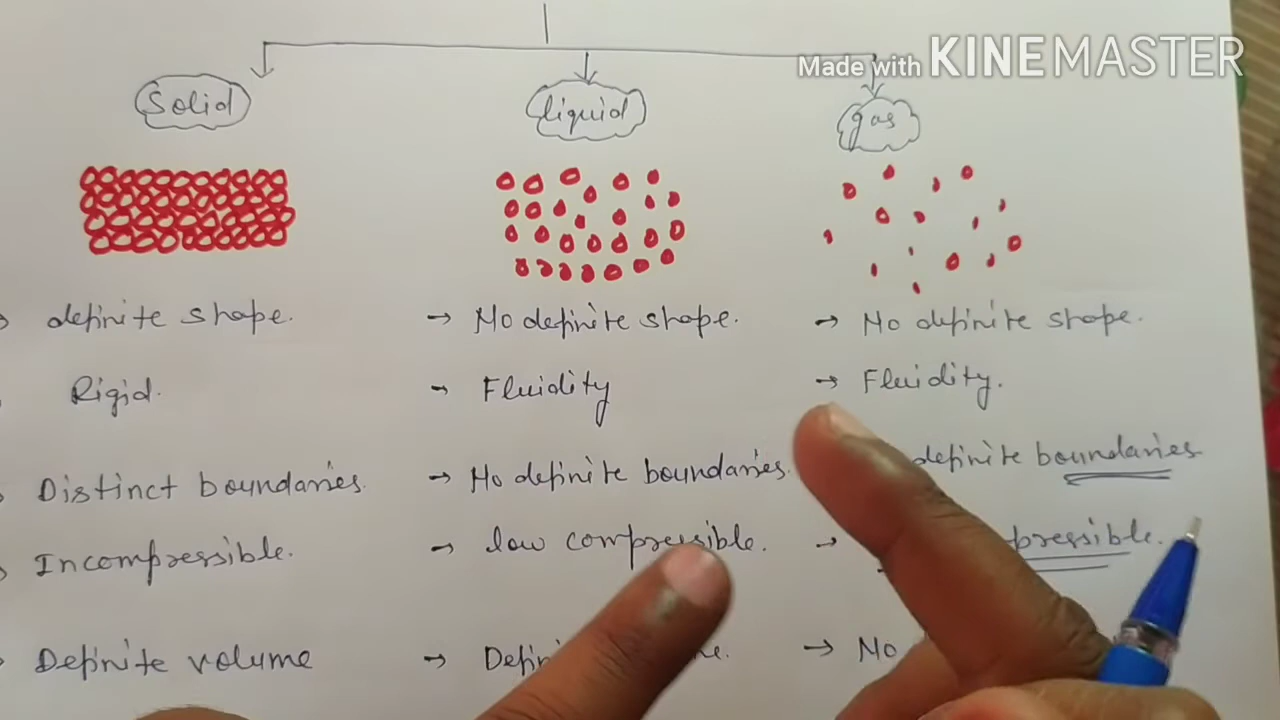 Made with KINEMASTER
Solid liquid gas
definite shape. → No definite shape. → No definite shape.
Rigid. → Fluidity → Fluidity.
Distinct boundaries. → No definite boundaries. definite boundaries
Incompressible. → low compressible. →
Definite volume → →  No